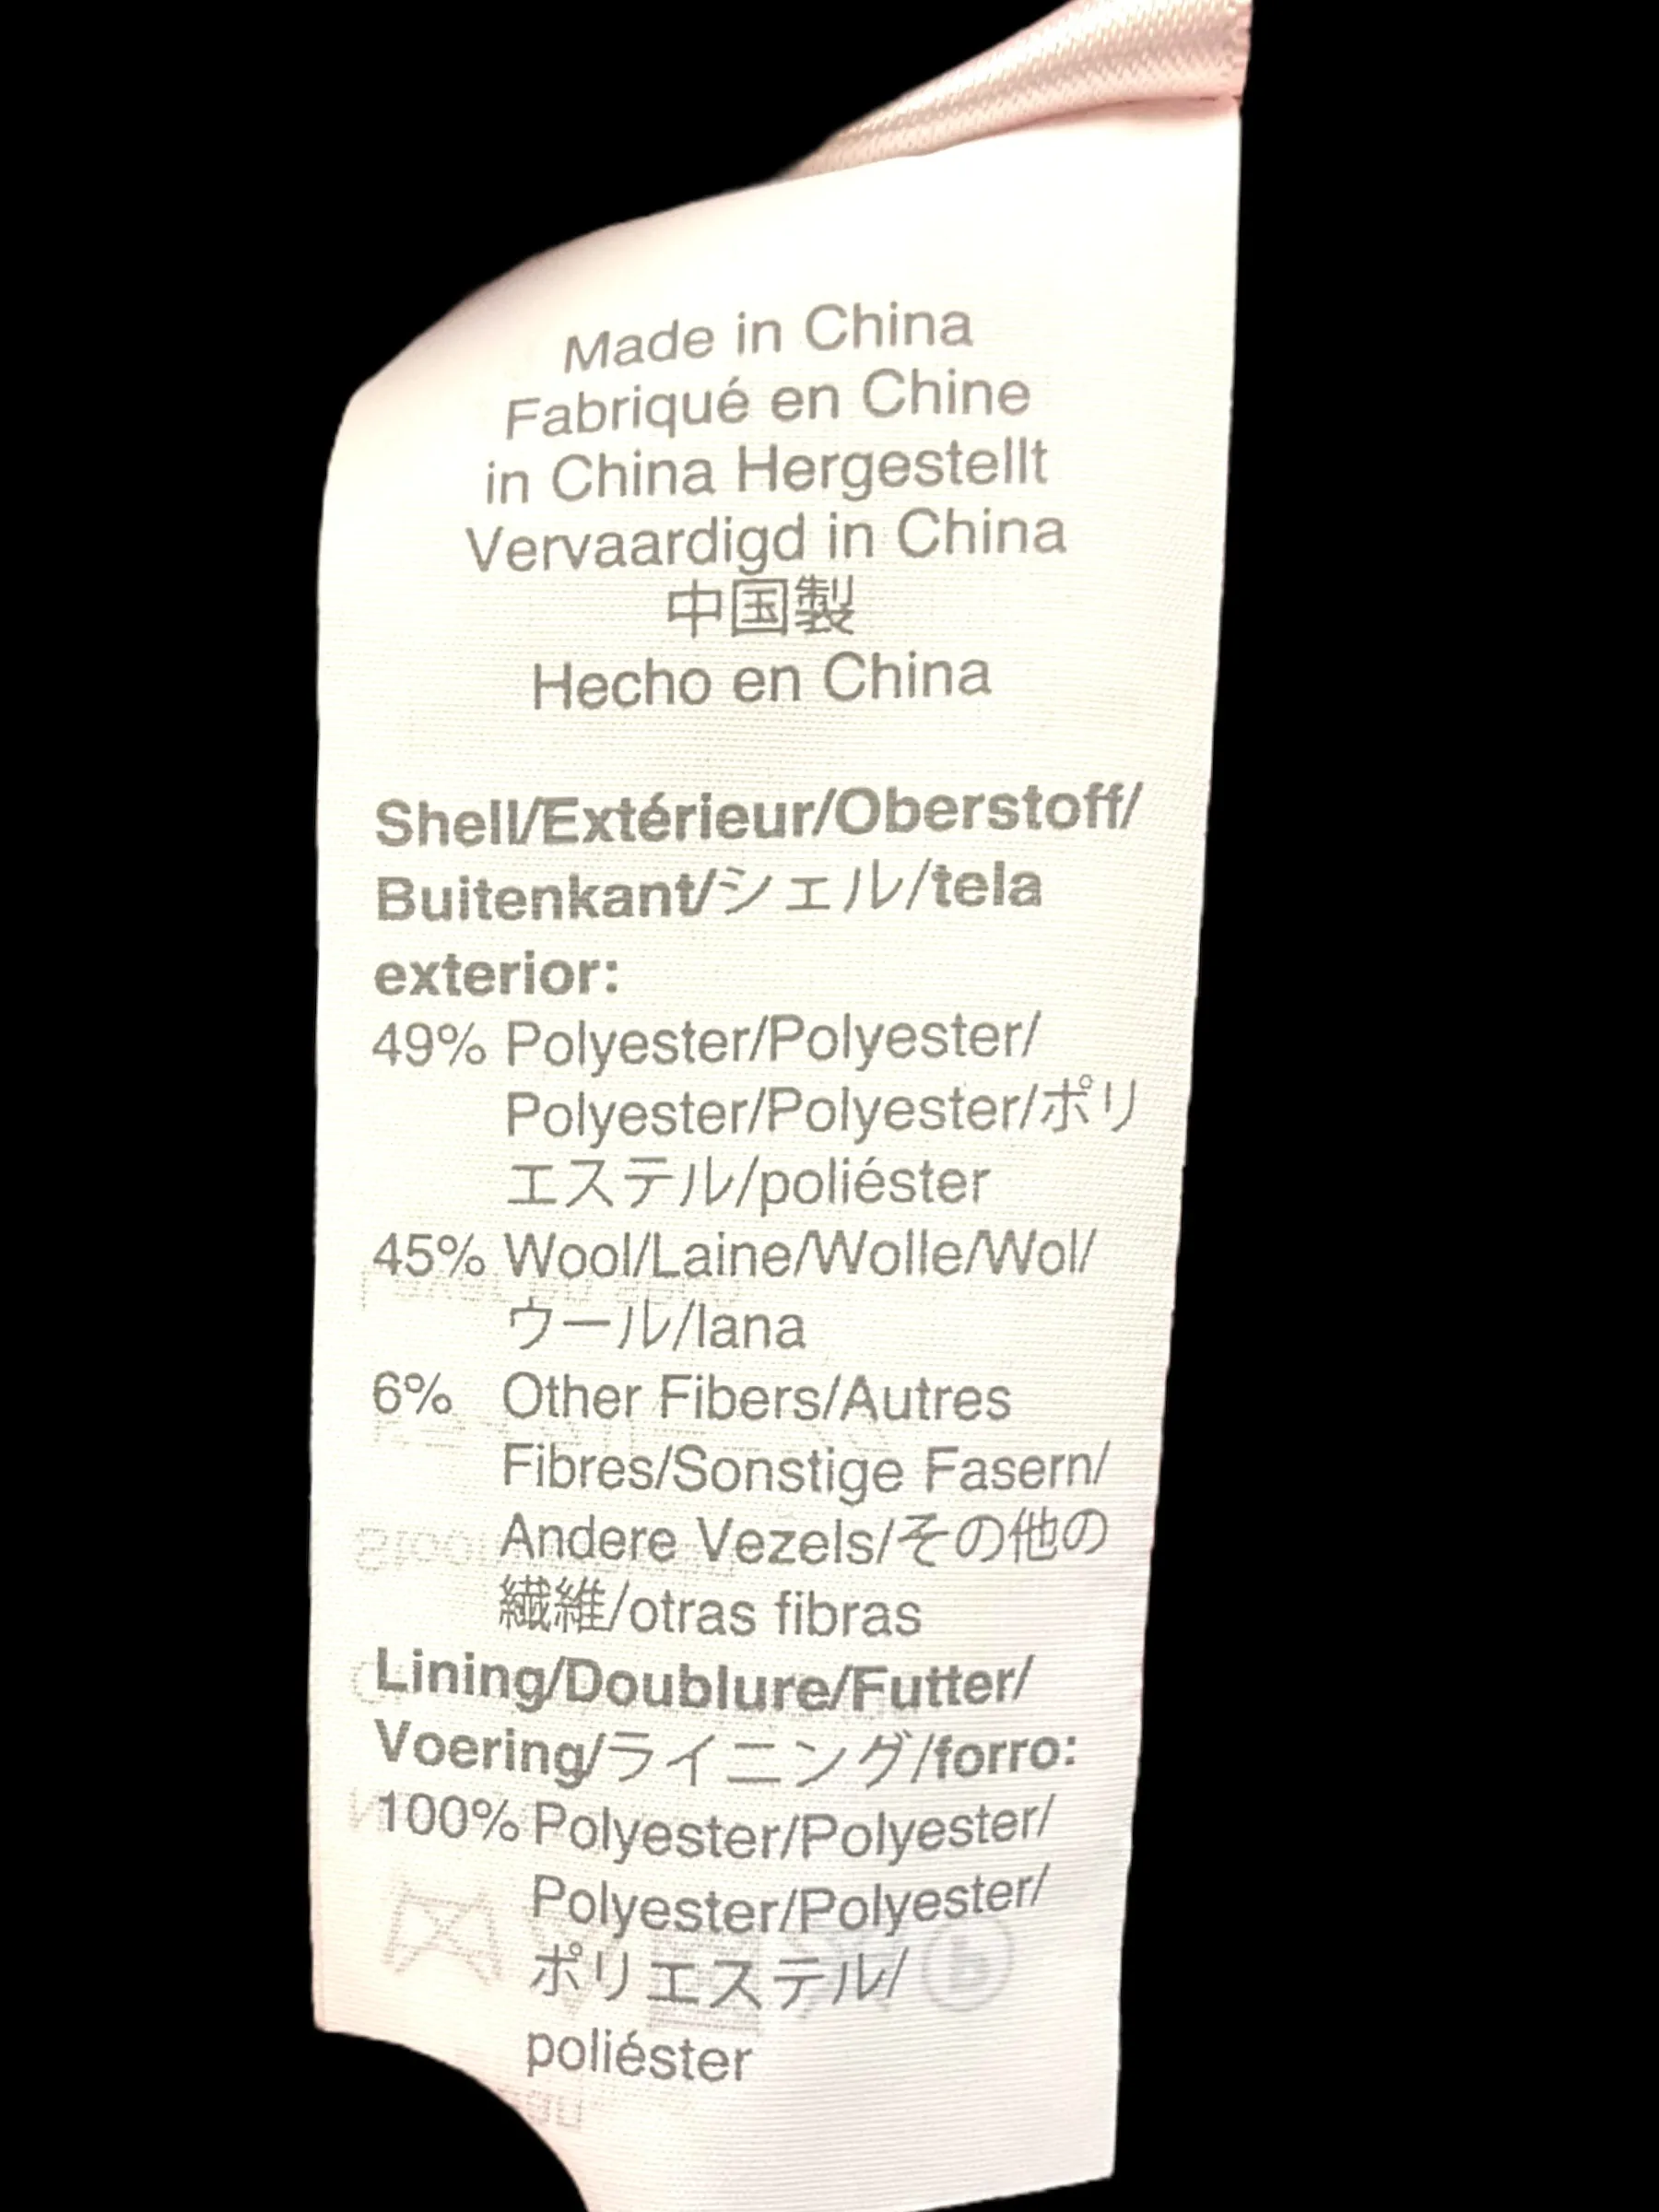 Made in China
Fabriqué en Chine
in China Hergestellt
Vervaardigd in China
中国製
Hecho en China
Shell/Extérieur/Oberstoff/
Buitenkant/シェル/tela
exterior:
49% Polyester/Polyester/
Polyester/Polyester/ポリ
エステル/poliéster
45% Wool/Laine/Wolle/Wol/
ウール/lana
6% Other Fibers/Autres
Fibres/Sonstige Fasern/
Andere Vezels/その他の
繊維/otras fibras
Lining/Doublure/Futter/
Voering/ライニング/forro:
100% Polyester/Polyester/
Polyester/Polyester/
ポリエステル/
poliéster